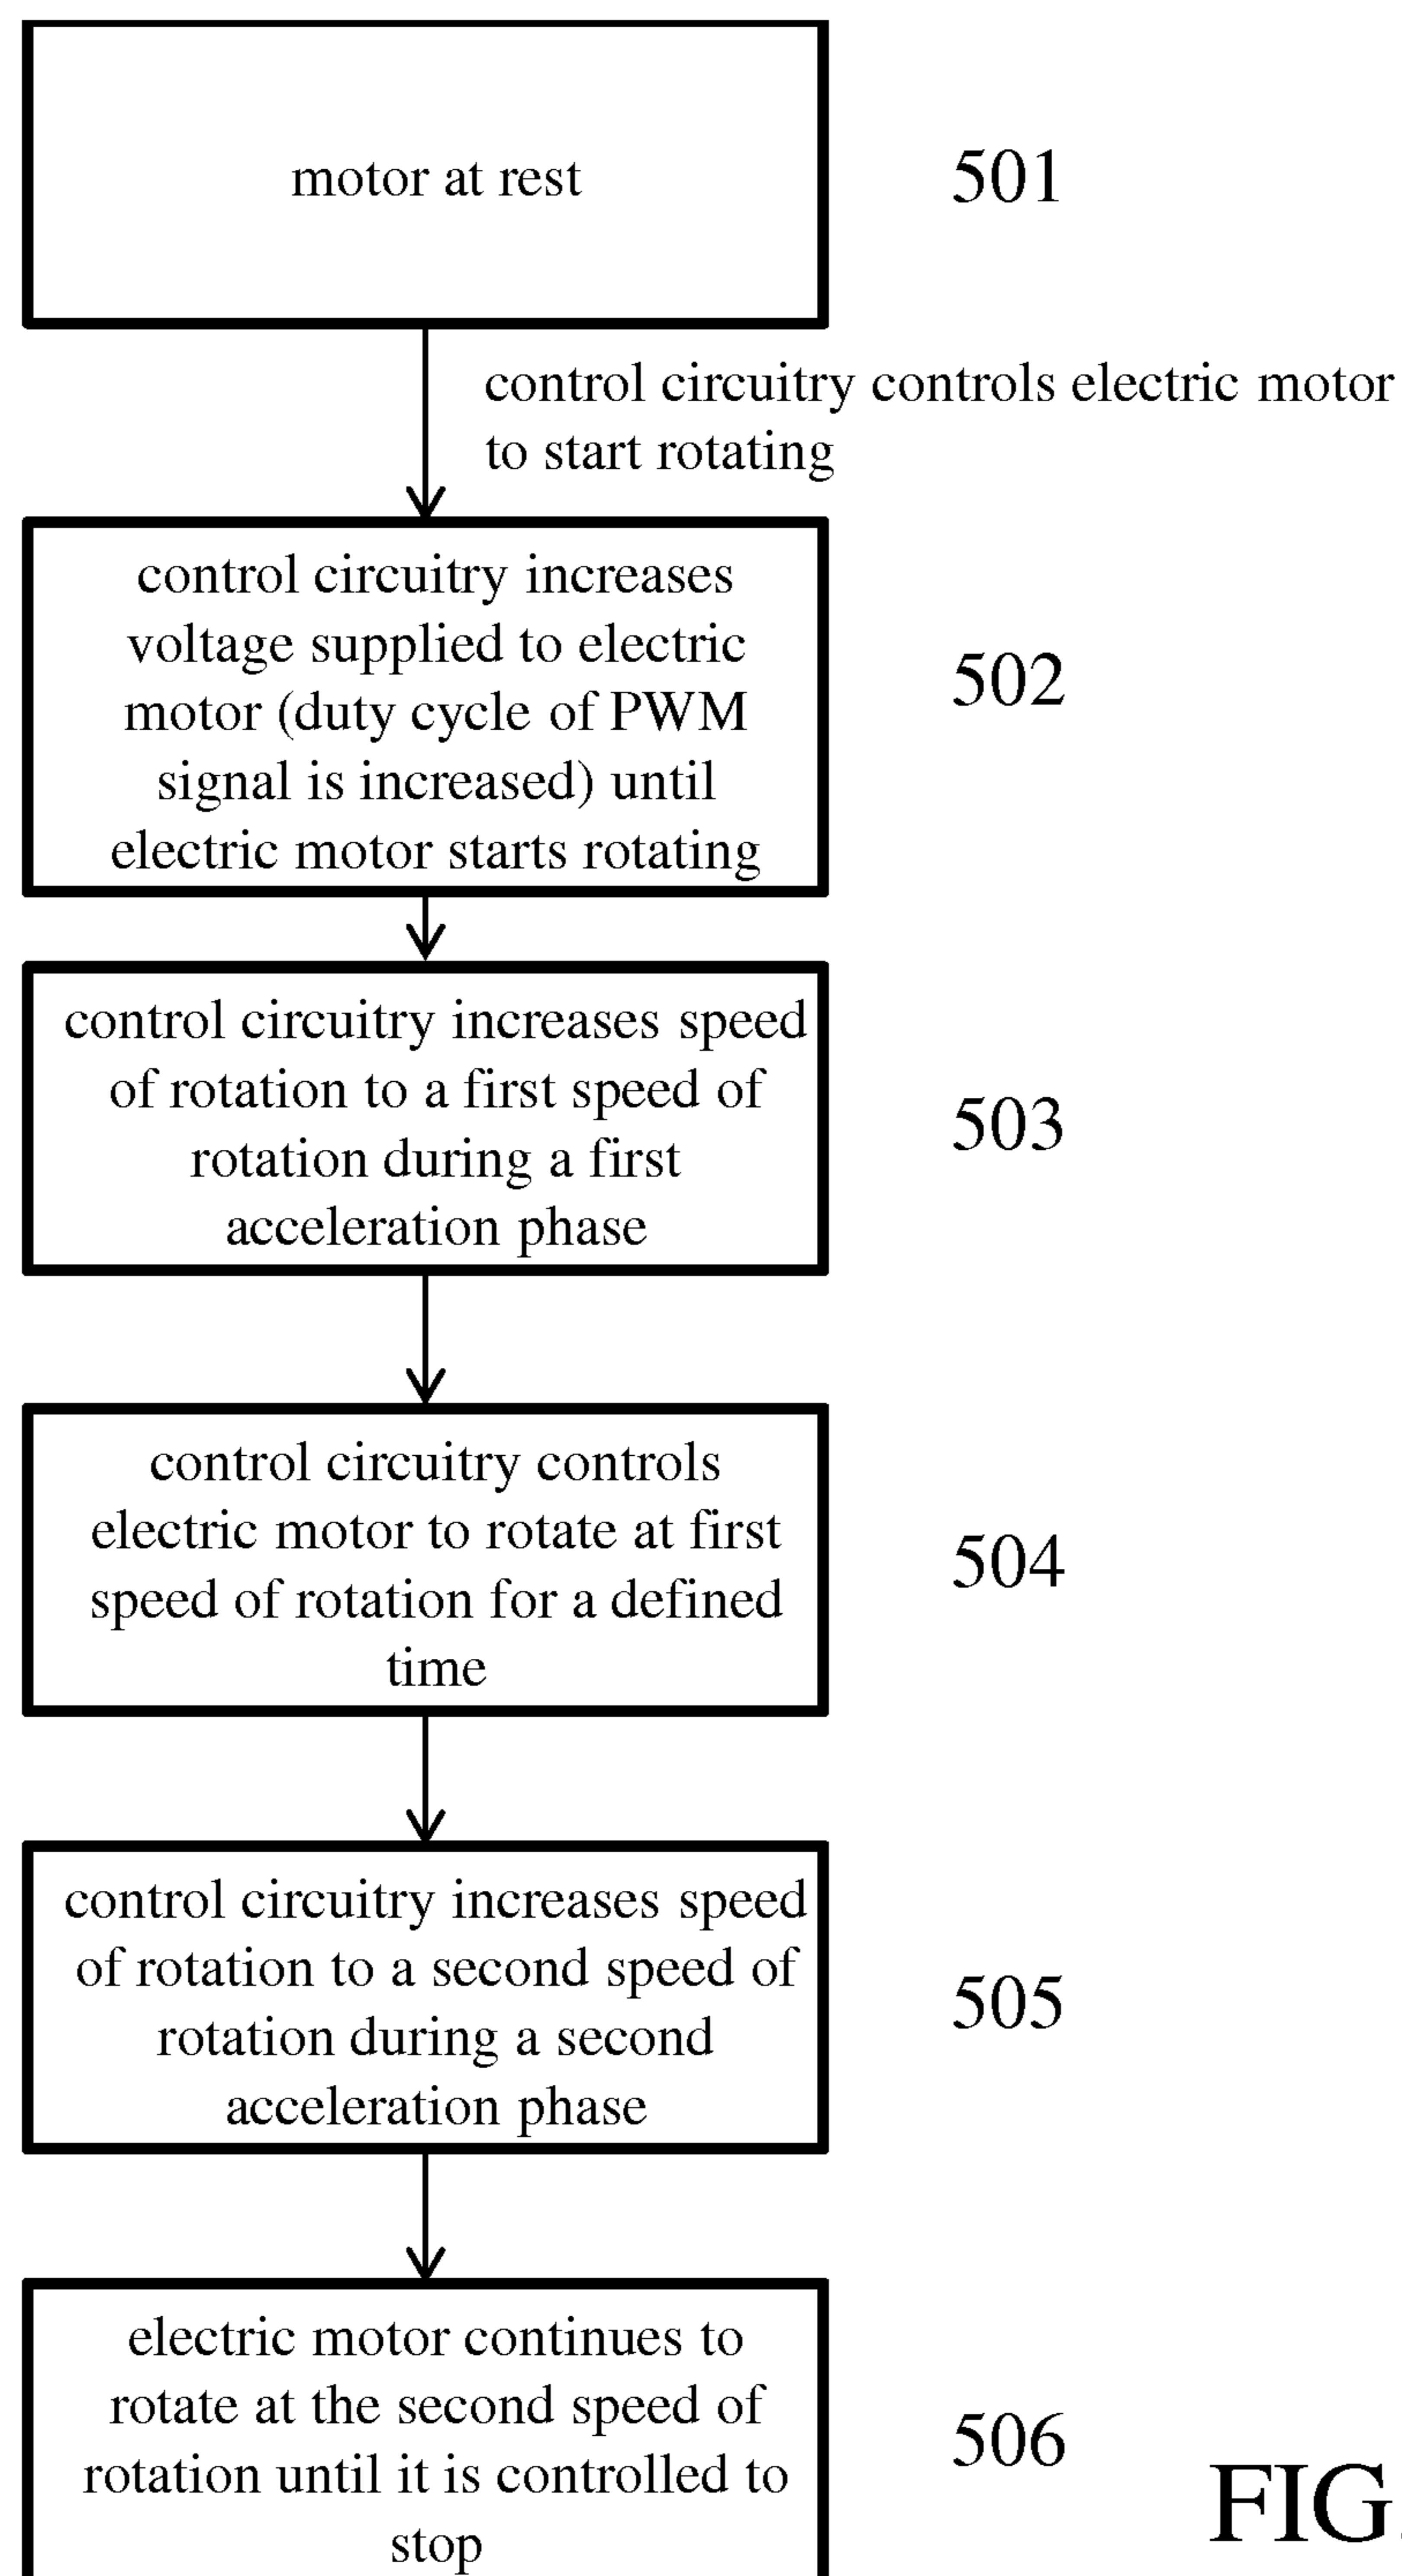 motor at rest
501
control circuitry controls electric motor
to start rotating
control circuitry increases
voltage supplied to electric
motor (duty cycle of PWM
signal is increased) until
electric motor starts rotating
502
control circuitry increases speed
of rotation to a first speed of
rotation during a first
acceleration phase
503
control circuitry controls
electric motor to rotate at first
speed of rotation for a defined
time
504
control circuitry increases speed
of rotation to a second speed of
rotation during a second
acceleration phase
505
electric motor continues to
rotate at the second speed of
rotation until it is controlled to
stop
506
FIG.